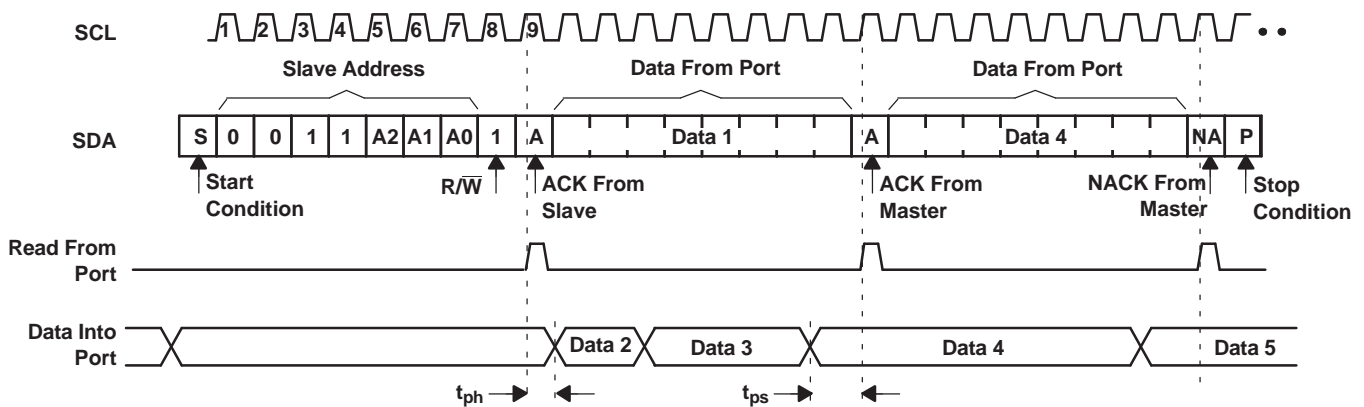 SCL 1 2 3 4 5 6 7 8 9
Slave Address Data From Port Data From Port
SDA S 0 0 1 1 A2 A1 A0 1 A Data 1 A Data 4 NA P
Start Condition
R/W̅
ACK From Slave
ACK From Master
NACK From Master
Stop Condition
Read From Port
Data Into Port
Data 2 Data 3 Data 4 Data 5
tph tps